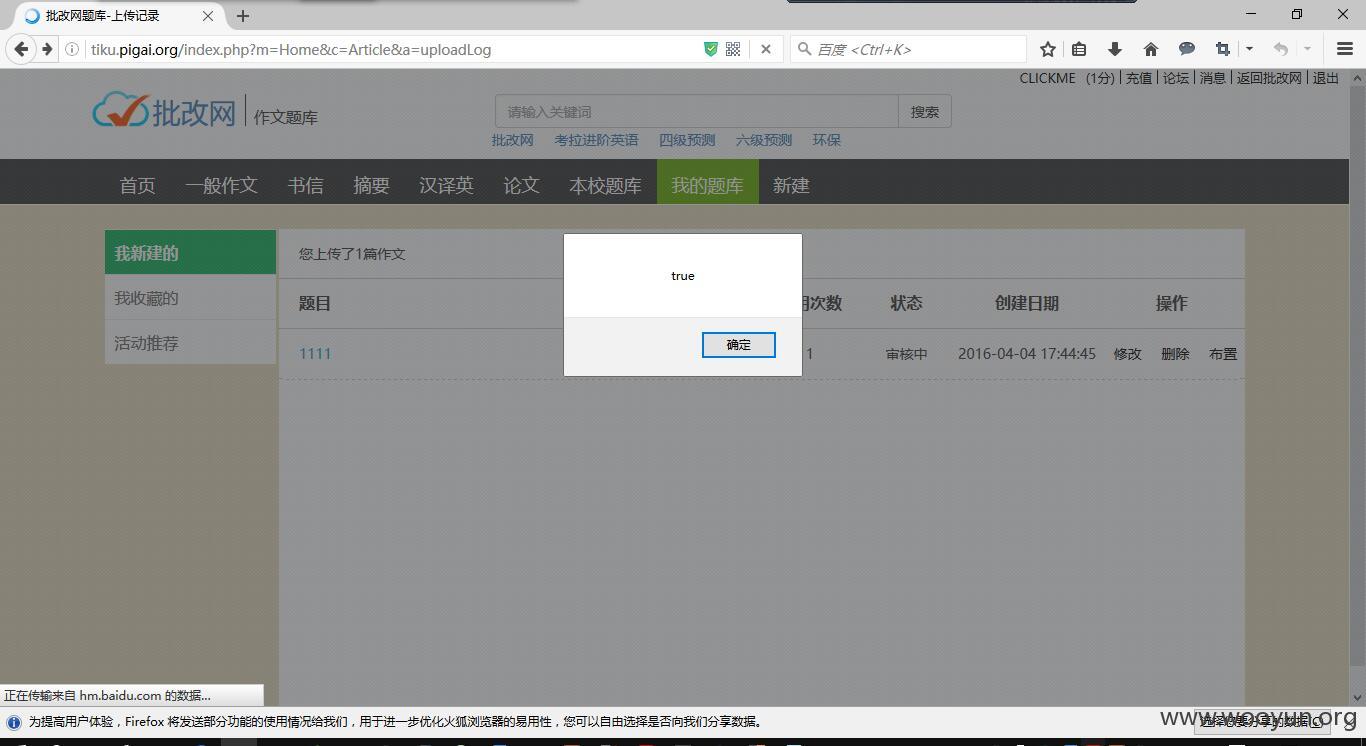 批改网题库-上传记录
tiku.pigai.org/index.php?m=Home&c=Article&a=uploadLog
百度 <Ctrl+K>
CLICKME (1分) | 充值 | 论坛 | 消息 | 返回批改网 | 退出
批改网 | 作文题库
请输入关键词
搜索
批改网 考拉进阶英语 四级预测 六级预测 环保
首页 一般作文 书信 摘要 汉译英 论文 本校题库 我的题库 新建
我新建的
我收藏的
活动推荐
您上传了1篇作文
true
确定
题目 用次数 状态 创建日期 操作
1111 1 审核中 2016-04-04 17:44:45 修改 删除 布置
正在传输来自 hm.baidu.com 的数据...
为提高用户体验，Firefox 将发送部分功能的使用情况给我们，用于进一步优化火狐浏览器的易用性，您可以自由选择是否向我们分享数据。
选择您要分享的数据(C)
www.wooyun.org